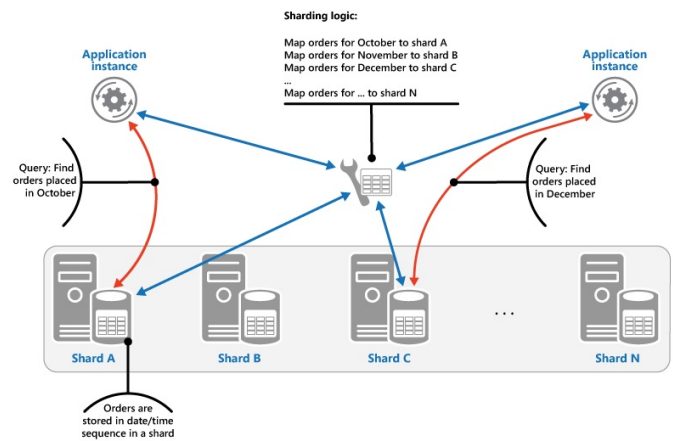 Sharding logic:
Map orders for October to shard A
Map orders for November to shard B
Map orders for December to shard C
...
Map orders for ... to shard N
Application
instance
Application
instance
Query: Find
orders placed
in October
Query: Find
orders placed
in December
...
Shard A
Shard B
Shard C
Shard N
Orders are
stored in date/time
sequence in a shard